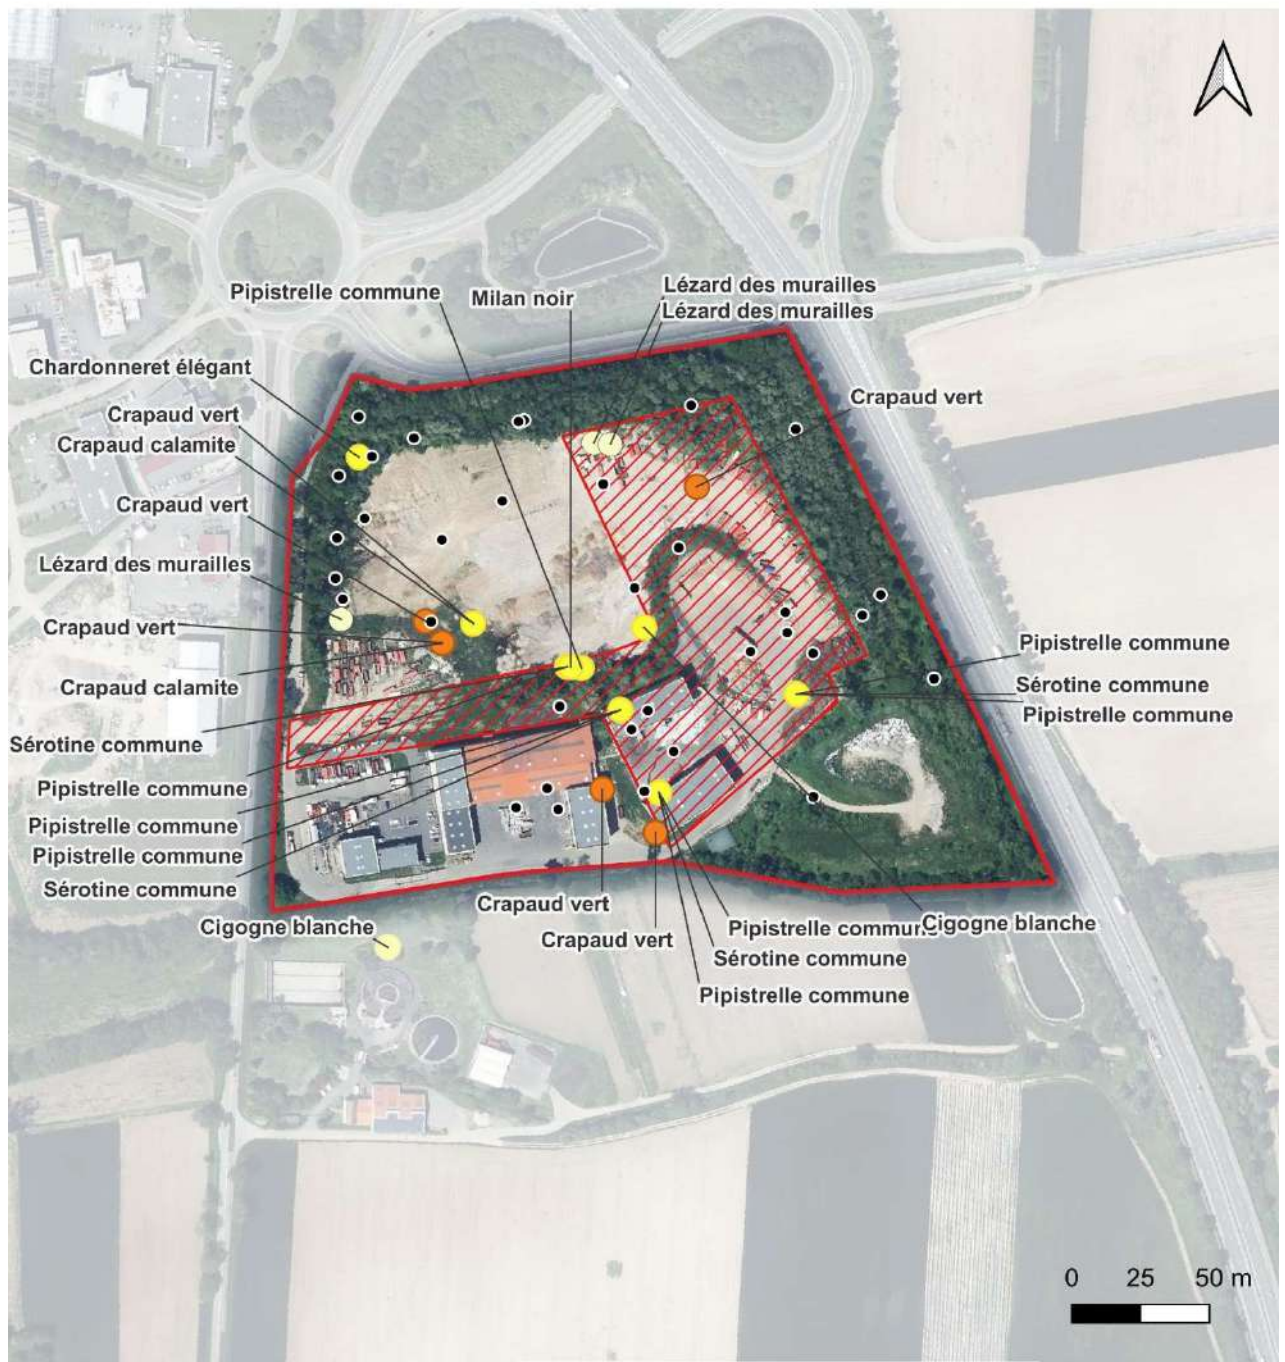 Lézard des murailles
Pipistrelle commune
Milan noir
Lézard des murailles
Chardonneret élégant
Crapaud vert
Crapaud vert
Crapaud calamite
Crapaud vert
Lézard des murailles
Crapaud vert
Pipistrelle commune
Crapaud calamite
Sérotine commune
Pipistrelle commune
Sérotine commune
Pipistrelle commune
Pipistrelle commune
Pipistrelle commune
Sérotine commune
Crapaud vert
Cigogne blanche
Pipistrelle commune
Cigogne blanche
Crapaud vert
Sérotine commune
Pipistrelle commune
0 25 50 m